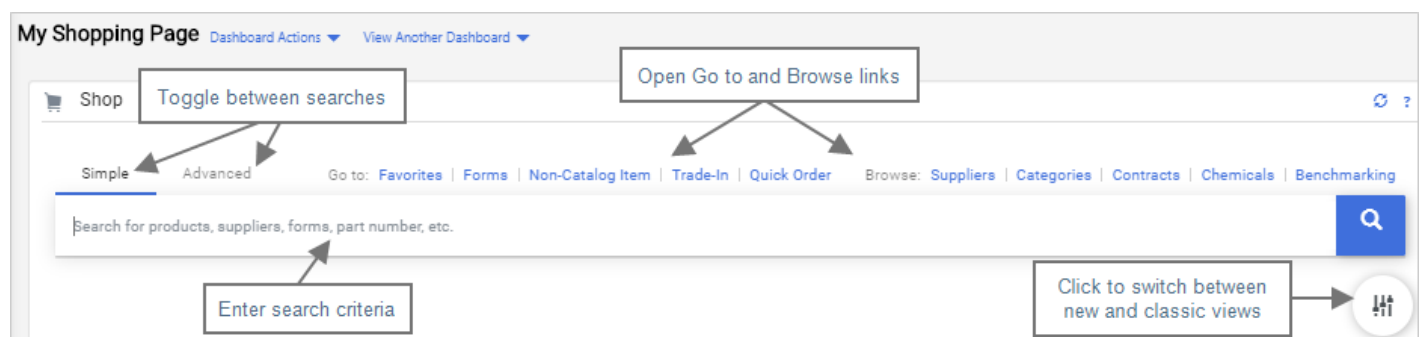 My Shopping Page Dashboard Actions View Another Dashboard
Open Go to and Browse links
Shop Toggle between searches ?
Simple Advanced Go to: Favorites | Forms | Non-Catalog Item | Trade-In | Quick Order Browse: Suppliers | Categories | Contracts | Chemicals | Benchmarking
Search for products, suppliers, forms, part number, etc.
Enter search criteria
Click to switch between
new and classic views